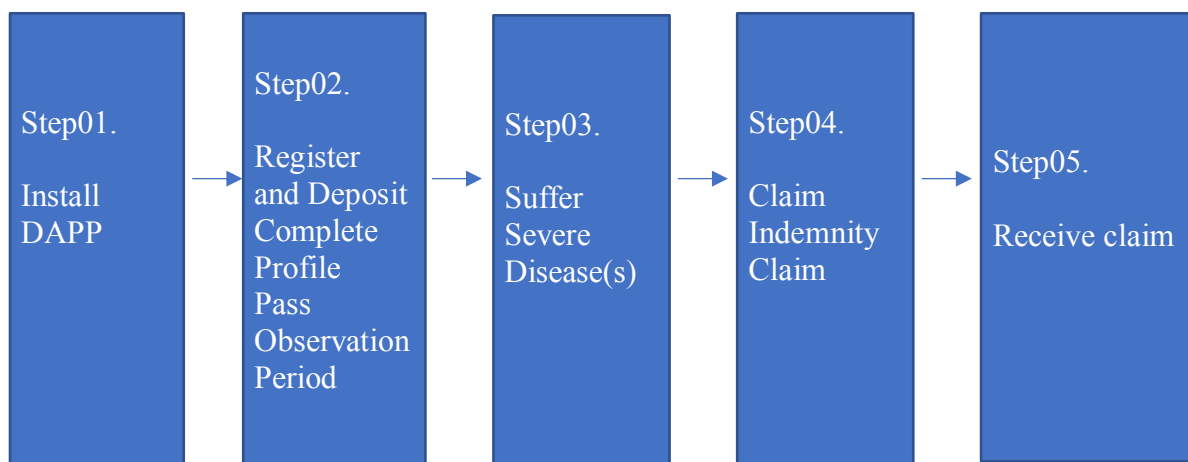 Step01.
Install
DAPP
Step02.
Register
and Deposit
Complete
Profile
Pass
Observation
Period
Step03.
Suffer
Severe
Disease(s)
Step04.
Claim
Indemnity
Claim
Step05.
Receive claim